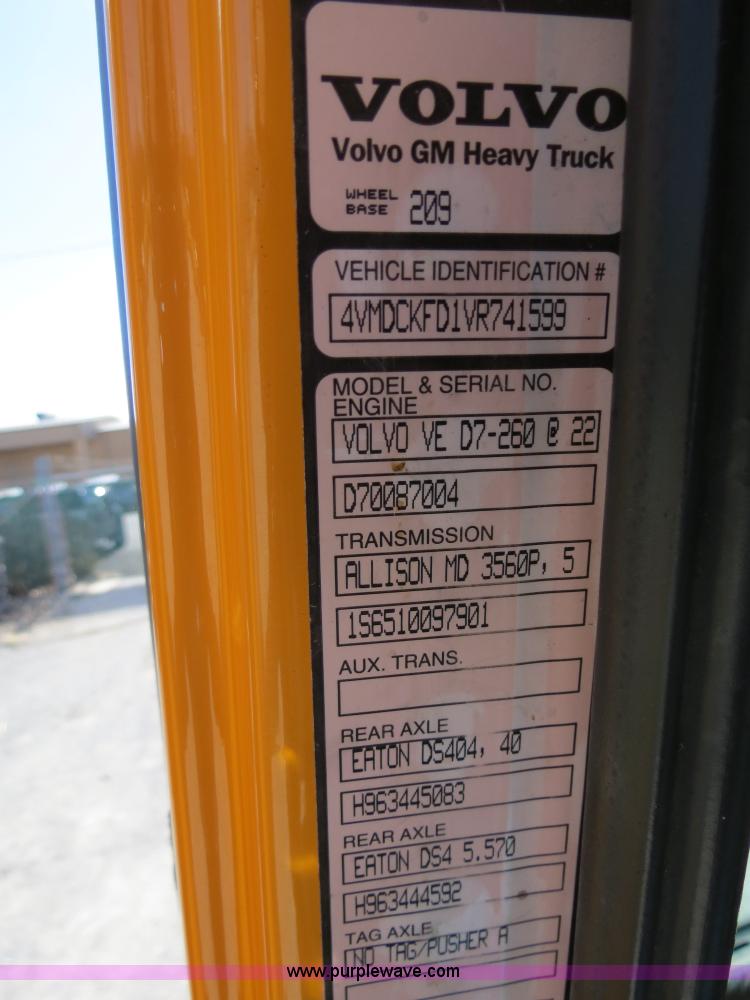 VOLVO
Volvo GM Heavy Truck
WHEEL
BASE 209
VEHICLE IDENTIFICATION #
4VMDCKFD1VR741599
MODEL & SERIAL NO.
ENGINE
VOLVO VE D7-260 @ 22
D70087004
TRANSMISSION
ALLISON MD 3560P, 5
1S6510097901
AUX. TRANS.
REAR AXLE
EATON DS404, 40
H963445083
REAR AXLE
EATON DS4 5.570
H963444592
TAG AXLE
NO TAG/PUSHER A
www.purplewave.com